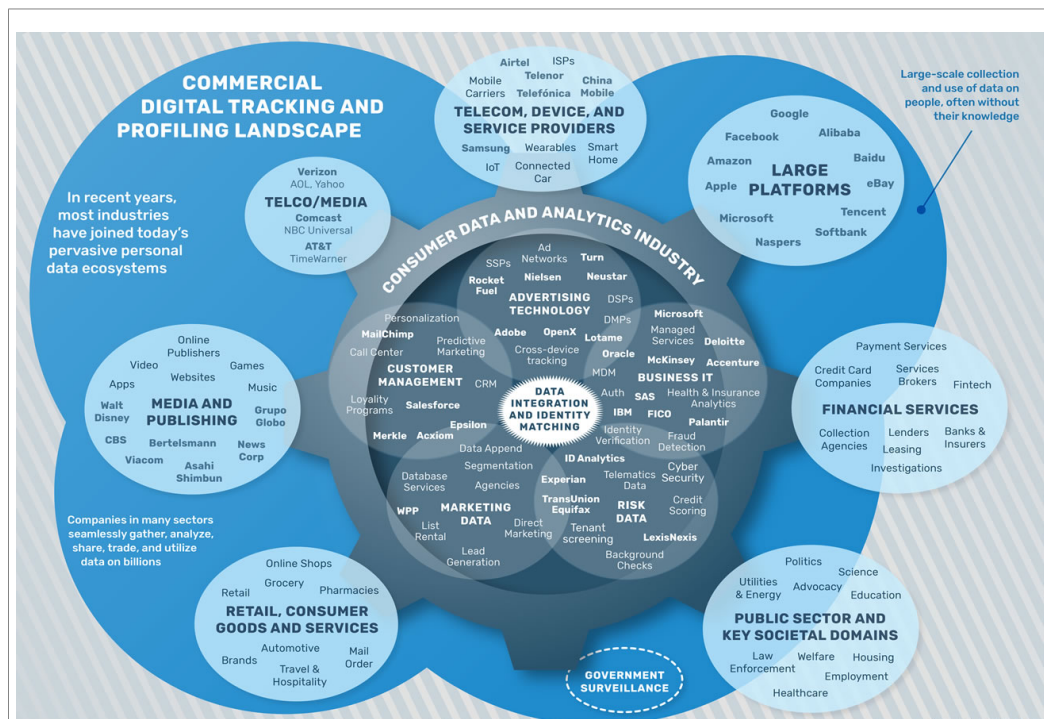 COMMERCIAL
DIGITAL TRACKING AND
PROFILING LANDSCAPE
In recent years,
most industries
have joined today's
pervasive personal
data ecosystems
Companies in many sectors
seamlessly gather, analyze,
share, trade, and utilize
data on billions
Large-scale collection
and use of data on
people, often without
their knowledge
Airtel
ISPs
Mobile
Carriers
Telenor
Telefónica
China
Mobile
TELECOM, DEVICE, AND
SERVICE PROVIDERS
Samsung
Wearables
Smart
Home
IoT
Connected
Car
Verizon
AOL, Yahoo
TELCO/MEDIA
Comcast
NBC Universal
AT&T
TimeWarner
Google
Facebook
Alibaba
Amazon
Baidu
LARGE
PLATFORMS
Apple
eBay
Microsoft
Tencent
Softbank
Naspers
CONSUMER DATA AND ANALYTICS INDUSTRY
Ad
Networks
SSPs
Turn
Rocket
Fuel
Nielsen
Neustar
ADVERTISING
TECHNOLOGY
DSPs
DMPs
Adobe
OpenX
Lotame
Cross-device
tracking
Personalization
MailChimp
Call Center
Predictive
Marketing
CUSTOMER
MANAGEMENT
CRM
Loyality
Programs
Salesforce
Merkle
Acxiom
Epsilon
Microsoft
Managed
Services
Deloitte
Oracle
McKinsey
Accenture
MDM
BUSINESS IT
Auth
SAS
Health & Insurance
Analytics
IBM
FICO
Palantir
Identity
Verification
Fraud
Detection
DATA
INTEGRATION
AND IDENTITY
MATCHING
Data Append
Segmentation
Database
Services
Agencies
WPP
MARKETING
DATA
List
Rental
Direct
Marketing
Lead
Generation
ID Analytics
Cyber
Security
Experian
Telematics
Data
TransUnion
Equifax
RISK
DATA
Credit
Scoring
Tenant
screening
LexisNexis
Background
Checks
Online
Publishers
Video
Games
Apps
Websites
Music
Walt
Disney
MEDIA AND
PUBLISHING
Grupo
Globo
CBS
Bertelsmann
News
Corp
Viacom
Asahi
Shimbun
Payment Services
Credit Card
Companies
Services
Brokers
Fintech
FINANCIAL SERVICES
Collection
Agencies
Lenders
Banks &
Insurers
Leasing
Investigations
Online Shops
Retail
Grocery
Pharmacies
RETAIL, CONSUMER
GOODS AND SERVICES
Automotive
Brands
Mail
Order
Travel &
Hospitality
Politics
Science
Utilities
& Energy
Advocacy
Education
PUBLIC SECTOR AND
KEY SOCIETAL DOMAINS
Law
Enforcement
Welfare
Housing
Employment
Healthcare
GOVERNMENT
SURVEILLANCE